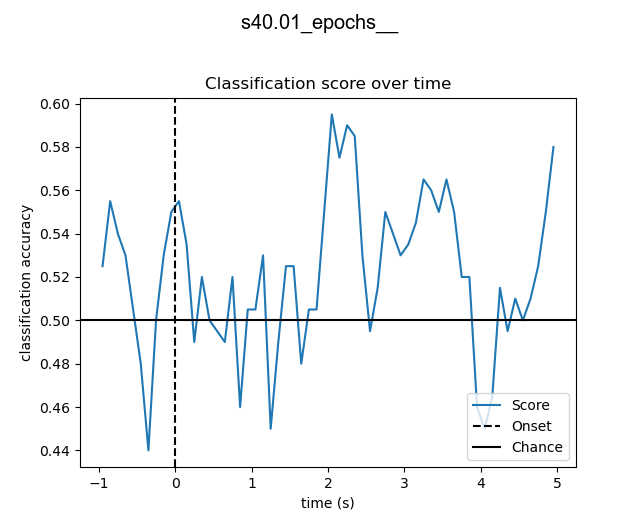 s40.01_epochs__
Classification score over time
classification accuracy
0.60
0.58
0.56
0.54
0.52
0.50
0.48
0.46
0.44
−1
0
1
2
3
4
5
time (s)
Score
Onset
Chance